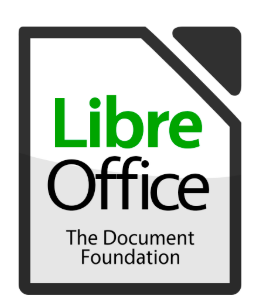 Libre
Office
The Document
Foundation